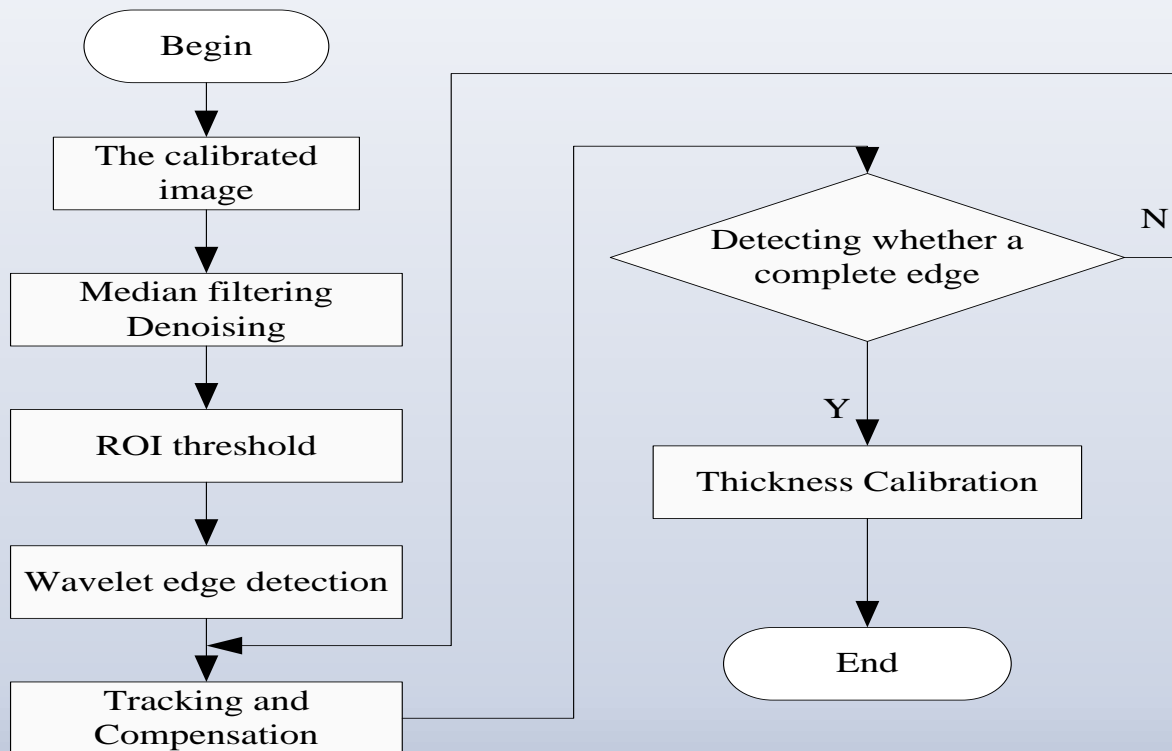 Begin
The calibrated
image
Median filtering
Denoising
ROI threshold
Wavelet edge detection
Tracking and
Compensation
Detecting whether a
complete edge
N
Y
Thickness Calibration
End